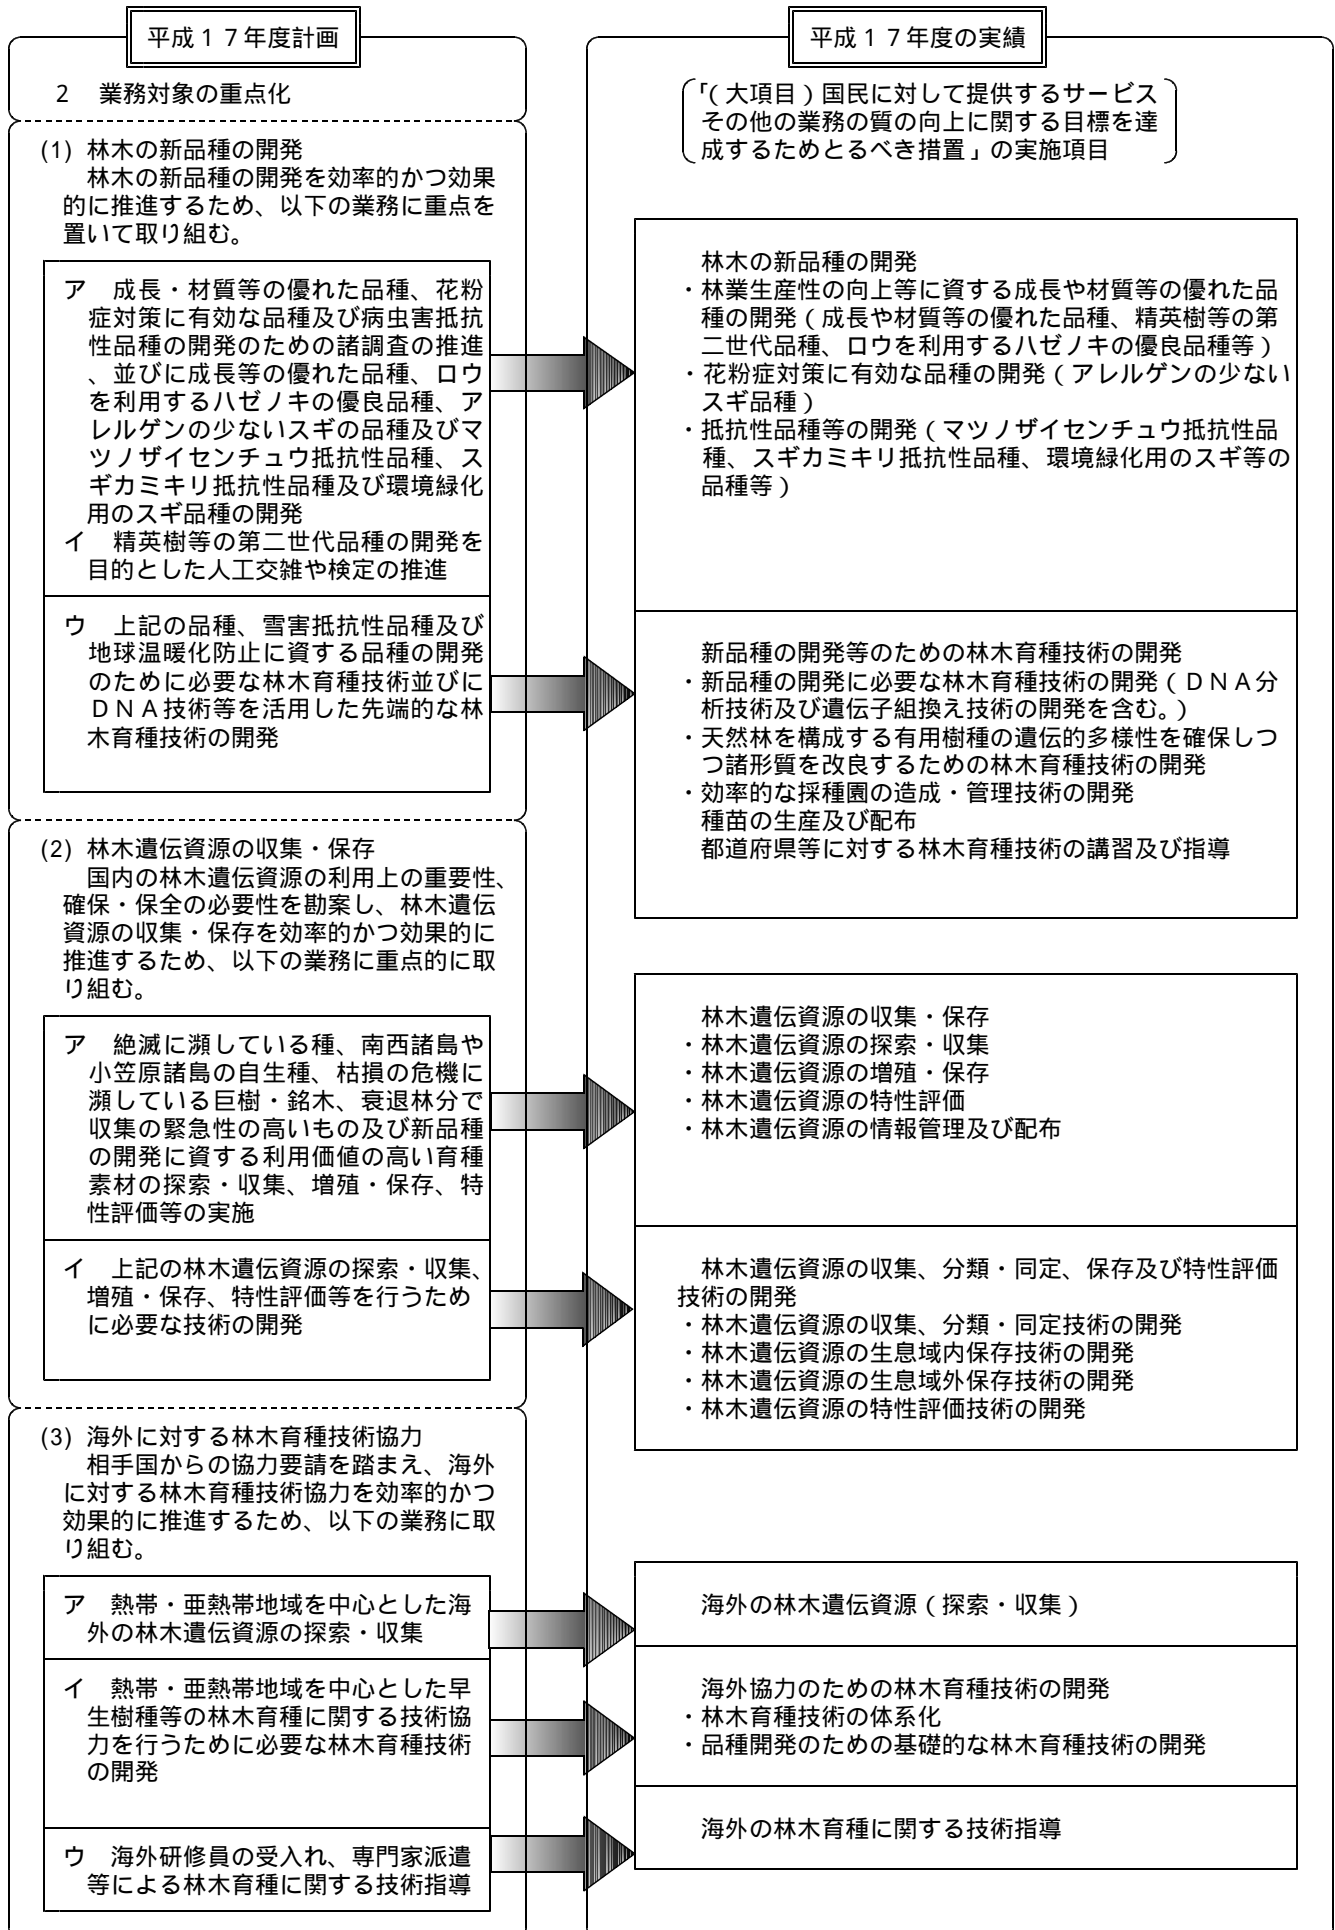 平成１７年度計画
２　業務対象の重点化
(1) 林木の新品種の開発
林木の新品種の開発を効率的かつ効果
的に推進するため、以下の業務に重点を
置いて取り組む。
ア　成長・材質等の優れた品種、花粉
症対策に有効な品種及び病虫害抵抗
性品種の開発のための諸調査の推進
、並びに成長等の優れた品種、ロウ
を利用するハゼノキの優良品種、ア
レルゲンの少ないスギの品種及びマ
ツノザイセンチュウ抵抗性品種、ス
ギカミキリ抵抗性品種及び環境緑化
用のスギ品種の開発
イ　精英樹等の第二世代品種の開発を
目的とした人工交雑や検定の推進
ウ　上記の品種、雪害抵抗性品種及び
地球温暖化防止に資する品種の開発
のために必要な林木育種技術並びに
ＤＮＡ技術等を活用した先端的な林
木育種技術の開発
(2) 林木遺伝資源の収集・保存
国内の林木遺伝資源の利用上の重要性、
確保・保全の必要性を勘案し、林木遺伝
資源の収集・保存を効率的かつ効果的に
推進するため、以下の業務に重点的に取
り組む。
ア　絶滅に瀕している種、南西諸島や
小笠原諸島の自生種、枯損の危機に
瀕している巨樹・銘木、衰退林分で
収集の緊急性の高いもの及び新品種
の開発に資する利用価値の高い育種
素材の探索・収集、増殖・保存、特
性評価等の実施
イ　上記の林木遺伝資源の探索・収集、
増殖・保存、特性評価等を行うため
に必要な技術の開発
(3) 海外に対する林木育種技術協力
相手国からの協力要請を踏まえ、海外
に対する林木育種技術協力を効率的かつ
効果的に推進するため、以下の業務に取
り組む。
ア　熱帯・亜熱帯地域を中心とした海
外の林木遺伝資源の探索・収集
イ　熱帯・亜熱帯地域を中心とした早
生樹種等の林木育種に関する技術協
力を行うために必要な林木育種技術
の開発
ウ　海外研修員の受入れ、専門家派遣
等による林木育種に関する技術指導
平成１７年度の実績
「（大項目）国民に対して提供するサービス
その他の業務の質の向上に関する目標を達
成するためとるべき措置」の実施項目
林木の新品種の開発
・林業生産性の向上等に資する成長や材質等の優れた品
種の開発（成長や材質等の優れた品種、精英樹等の第
二世代品種、ロウを利用するハゼノキの優良品種等）
・花粉症対策に有効な品種の開発（アレルゲンの少ない
スギ品種）
・抵抗性品種等の開発（マツノザイセンチュウ抵抗性品
種、スギカミキリ抵抗性品種、環境緑化用のスギ等の
品種等）
新品種の開発等のための林木育種技術の開発
・新品種の開発に必要な林木育種技術の開発（ＤＮＡ分
析技術及び遺伝子組換え技術の開発を含む。）
・天然林を構成する有用樹種の遺伝的多様性を確保しつ
つ諸形質を改良するための林木育種技術の開発
・効率的な採種園の造成・管理技術の開発
種苗の生産及び配布
都道府県等に対する林木育種技術の講習及び指導
林木遺伝資源の収集・保存
・林木遺伝資源の探索・収集
・林木遺伝資源の増殖・保存
・林木遺伝資源の特性評価
・林木遺伝資源の情報管理及び配布
林木遺伝資源の収集、分類・同定、保存及び特性評価
技術の開発
・林木遺伝資源の収集、分類・同定技術の開発
・林木遺伝資源の生息域内保存技術の開発
・林木遺伝資源の生息域外保存技術の開発
・林木遺伝資源の特性評価技術の開発
海外の林木遺伝資源（探索・収集）
海外協力のための林木育種技術の開発
・林木育種技術の体系化
・品種開発のための基礎的な林木育種技術の開発
海外の林木育種に関する技術指導